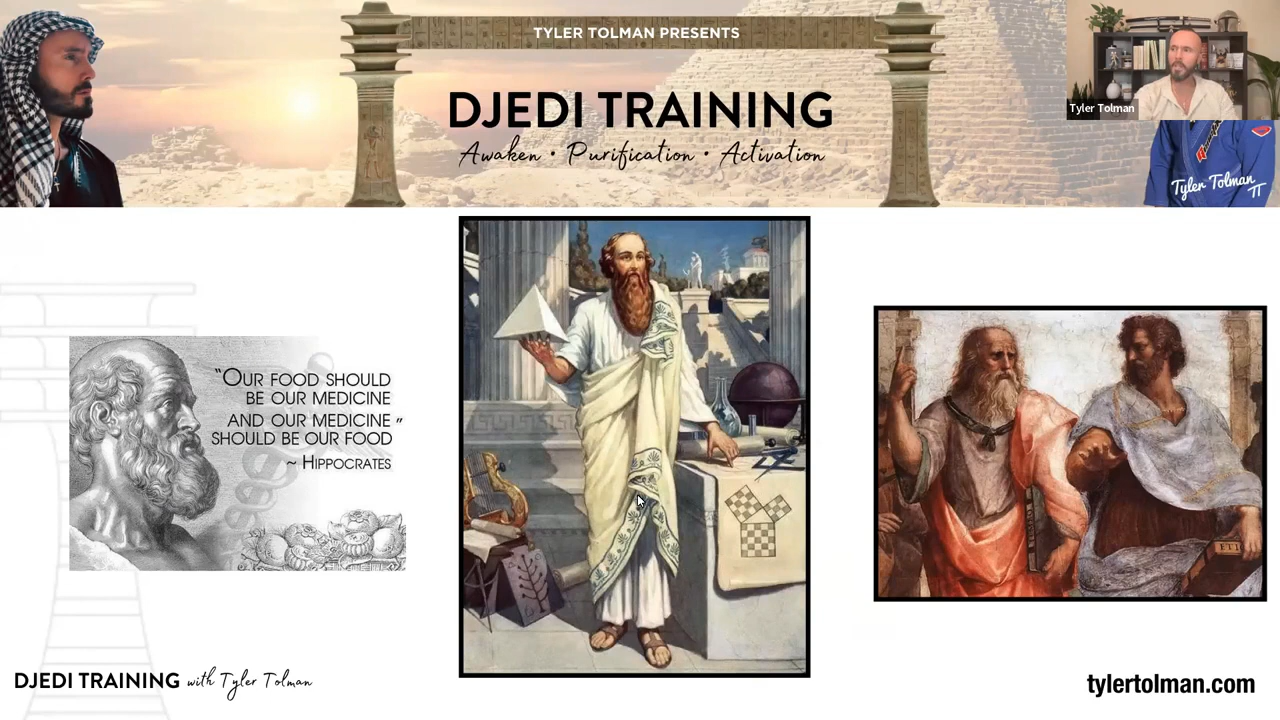 TYLER TOLMAN PRESENTS
DJEDI TRAINING
Awaken • Purification • Activation
Tyler Tolman
Tyler Tolman
TT
“OUR FOOD SHOULD
BE OUR MEDICINE
AND OUR MEDICINE ”
SHOULD BE OUR FOOD
~ HIPPOCRATES
DJEDI TRAINING with Tyler Tolman
tylertolman.com